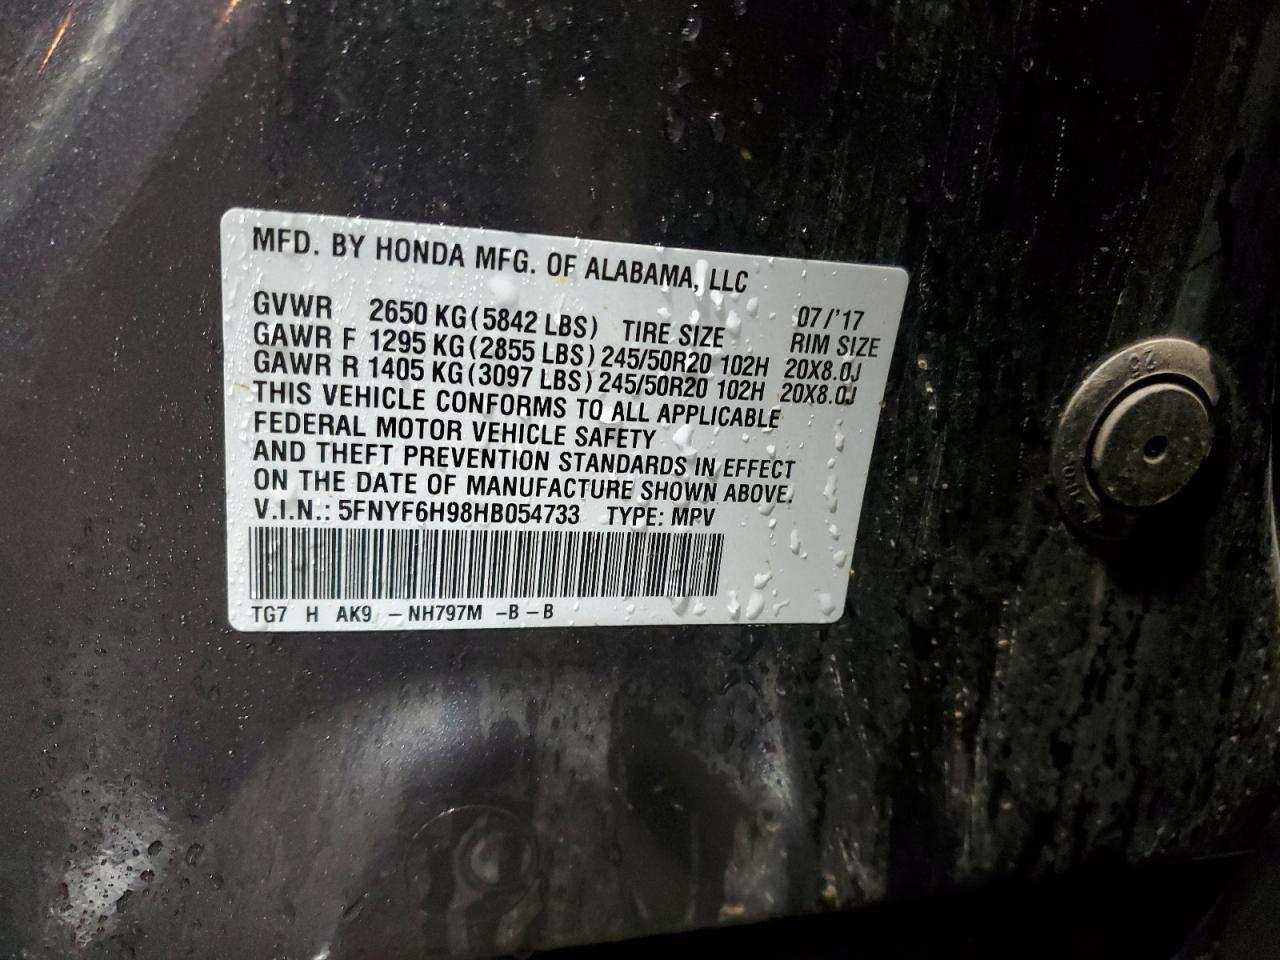 MFD. BY HONDA MFG. OF ALABAMA, LLC
07/'17
GVWR 2650 KG (5842 LBS) TIRE SIZE RIM SIZE
GAWR F 1295 KG (2855 LBS) 245/50R20 102H 20X8.0J
GAWR R 1405 KG (3097 LBS) 245/50R20 102H 20X8.0J
THIS VEHICLE CONFORMS TO ALL APPLICABLE
FEDERAL MOTOR VEHICLE SAFETY
AND THEFT PREVENTION STANDARDS IN EFFECT
ON THE DATE OF MANUFACTURE SHOWN ABOVE.
V.I.N.: 5FNYF6H98HB054733 TYPE: MPV
TG7 H AK9 -NH797M -B-B